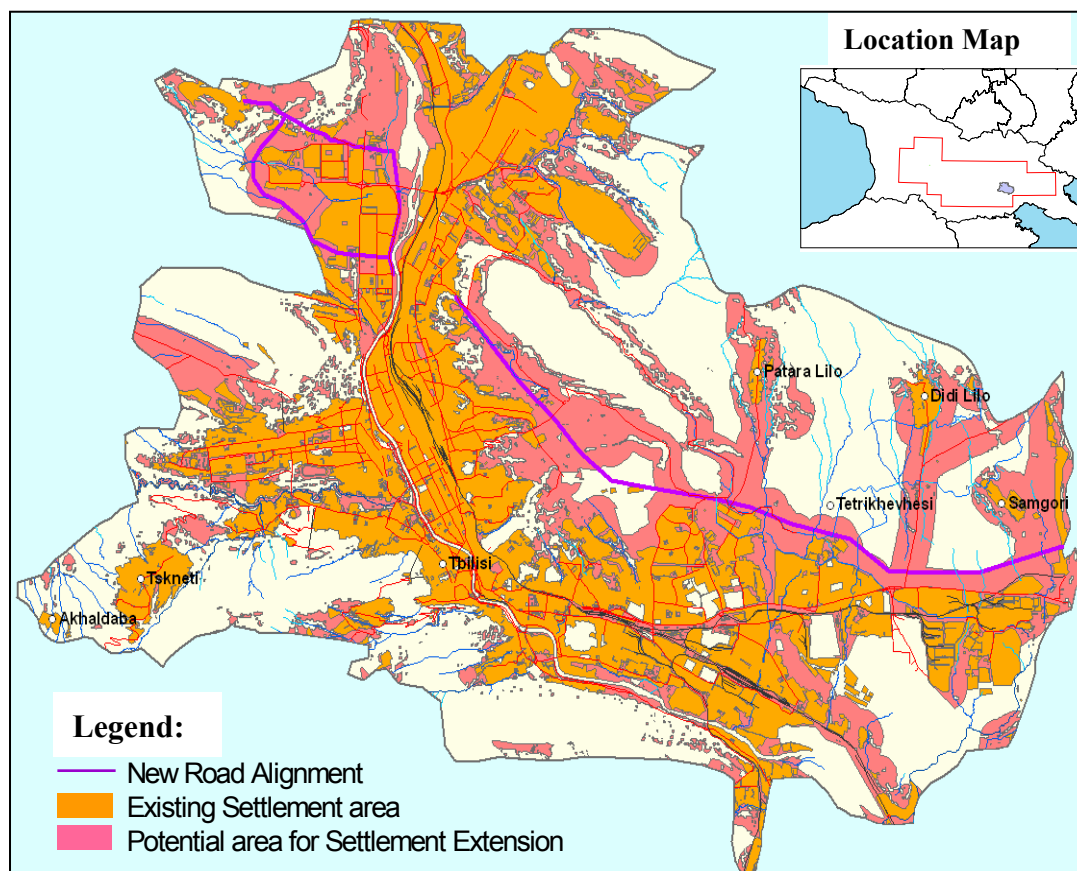 Location Map
Patara Lilo
Didi Lilo
Tetrikhevhesi
Samgori
Tbilisi
Tskneti
Akhaldaba
Legend:
New Road Alignment
Existing Settlement area
Potential area for Settlement Extension